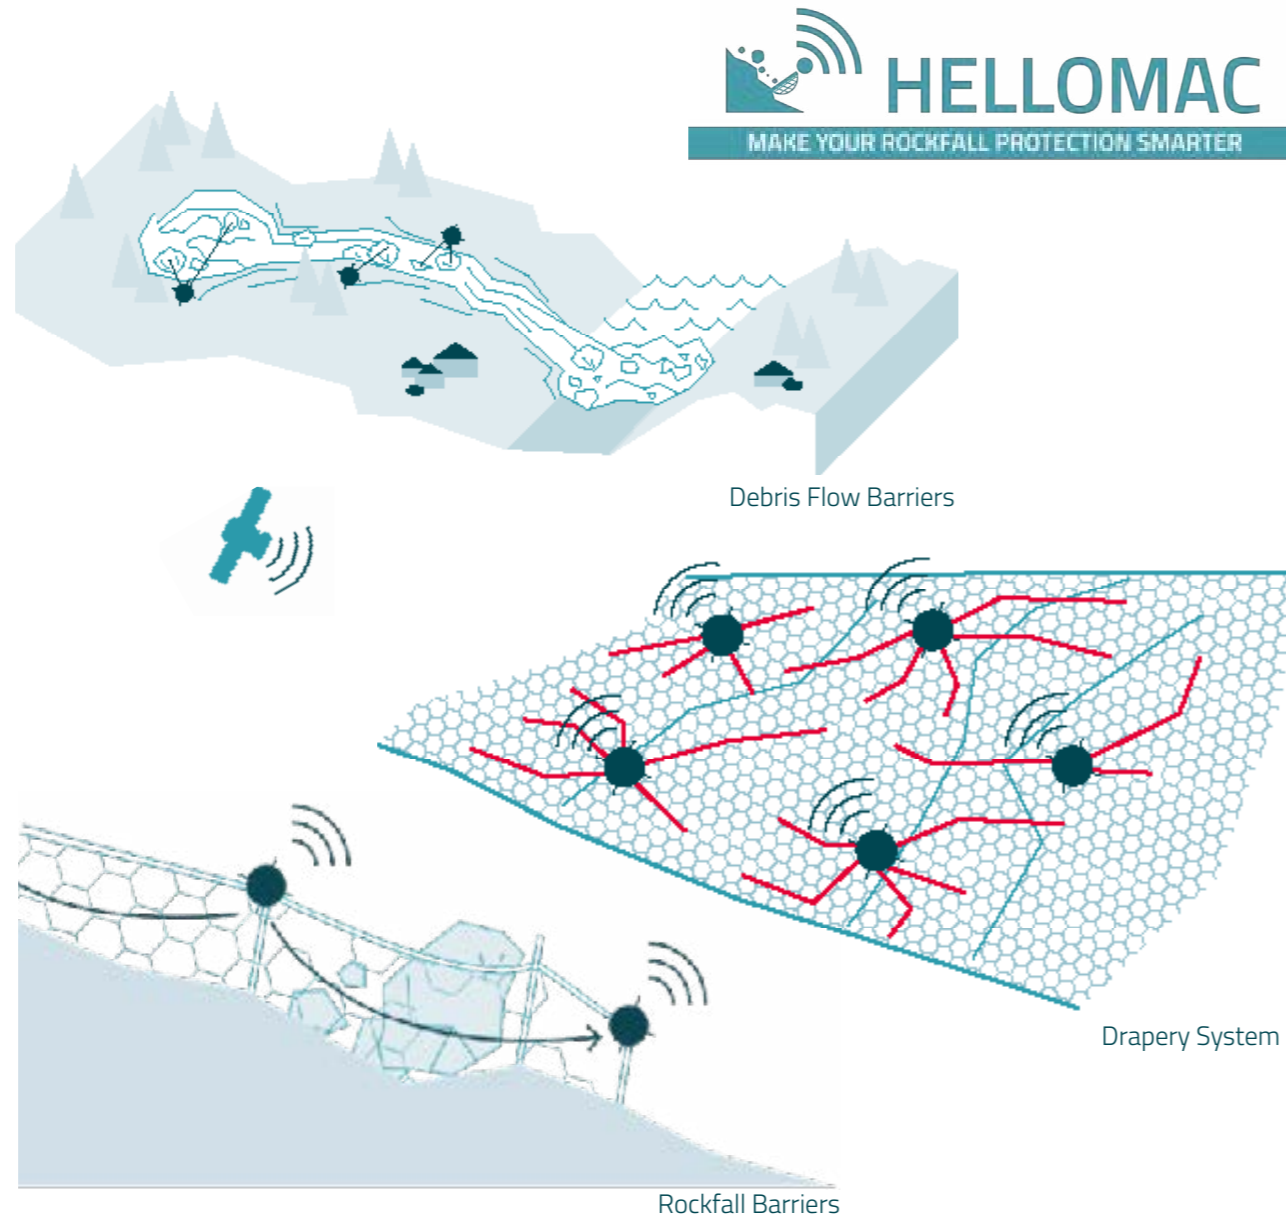 HELLOMAC
MAKE YOUR ROCKFALL PROTECTION SMARTER
Debris Flow Barriers
Drapery System
Rockfall Barriers